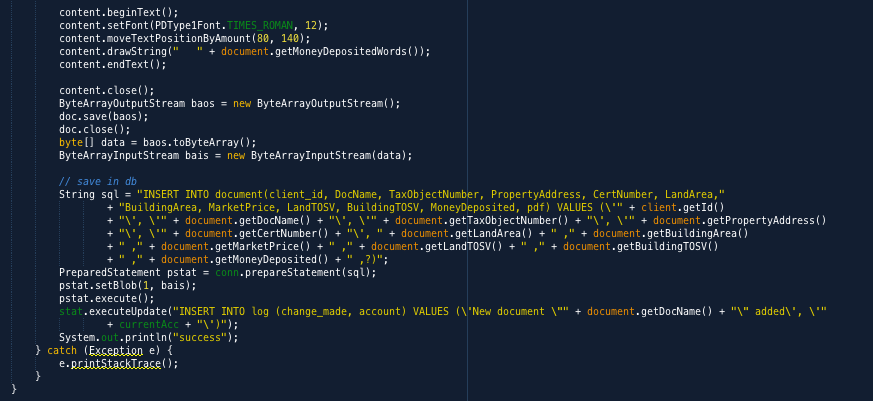 content.beginText();
content.setFont(PDType1Font.TIMES_ROMAN, 12);
content.moveTextPositionByAmount(80, 140);
content.drawString("   " + document.getMoneyDepositedWords());
content.endText();
content.close();
ByteArrayOutputStream baos = new ByteArrayOutputStream();
doc.save(baos);
doc.close();
byte[] data = baos.toByteArray();
ByteArrayInputStream bais = new ByteArrayInputStream(data);
// save in db
String sql = "INSERT INTO document(client_id, DocName, TaxObjectNumber, PropertyAddress, CertNumber, LandArea,"
+ "BuildingArea, MarketPrice, LandTOSV, BuildingTOSV, MoneyDeposited, pdf) VALUES (\'" + client.getId()
+ "\', \'" + document.getDocName() + "\', \'" + document.getTaxObjectNumber() + "\', \'" + document.getPropertyAddress()
+ "\', \'" + document.getCertNumber() + "\', " + document.getLandArea() + " ," + document.getBuildingArea()
+ " ," + document.getMarketPrice() + " ," + document.getLandTOSV() + " ," + document.getBuildingTOSV()
+ " ," + document.getMoneyDeposited() + " ,?)";
PreparedStatement pstat = conn.prepareStatement(sql);
pstat.setBlob(1, bais);
pstat.execute();
stat.executeUpdate("INSERT INTO log (change_made, account) VALUES (\'New document \"" + document.getDocName() + "\" added\', \'"
+ currentAcc + "\')");
System.out.println("success");
} catch (Exception e) {
e.printStackTrace();
}
}